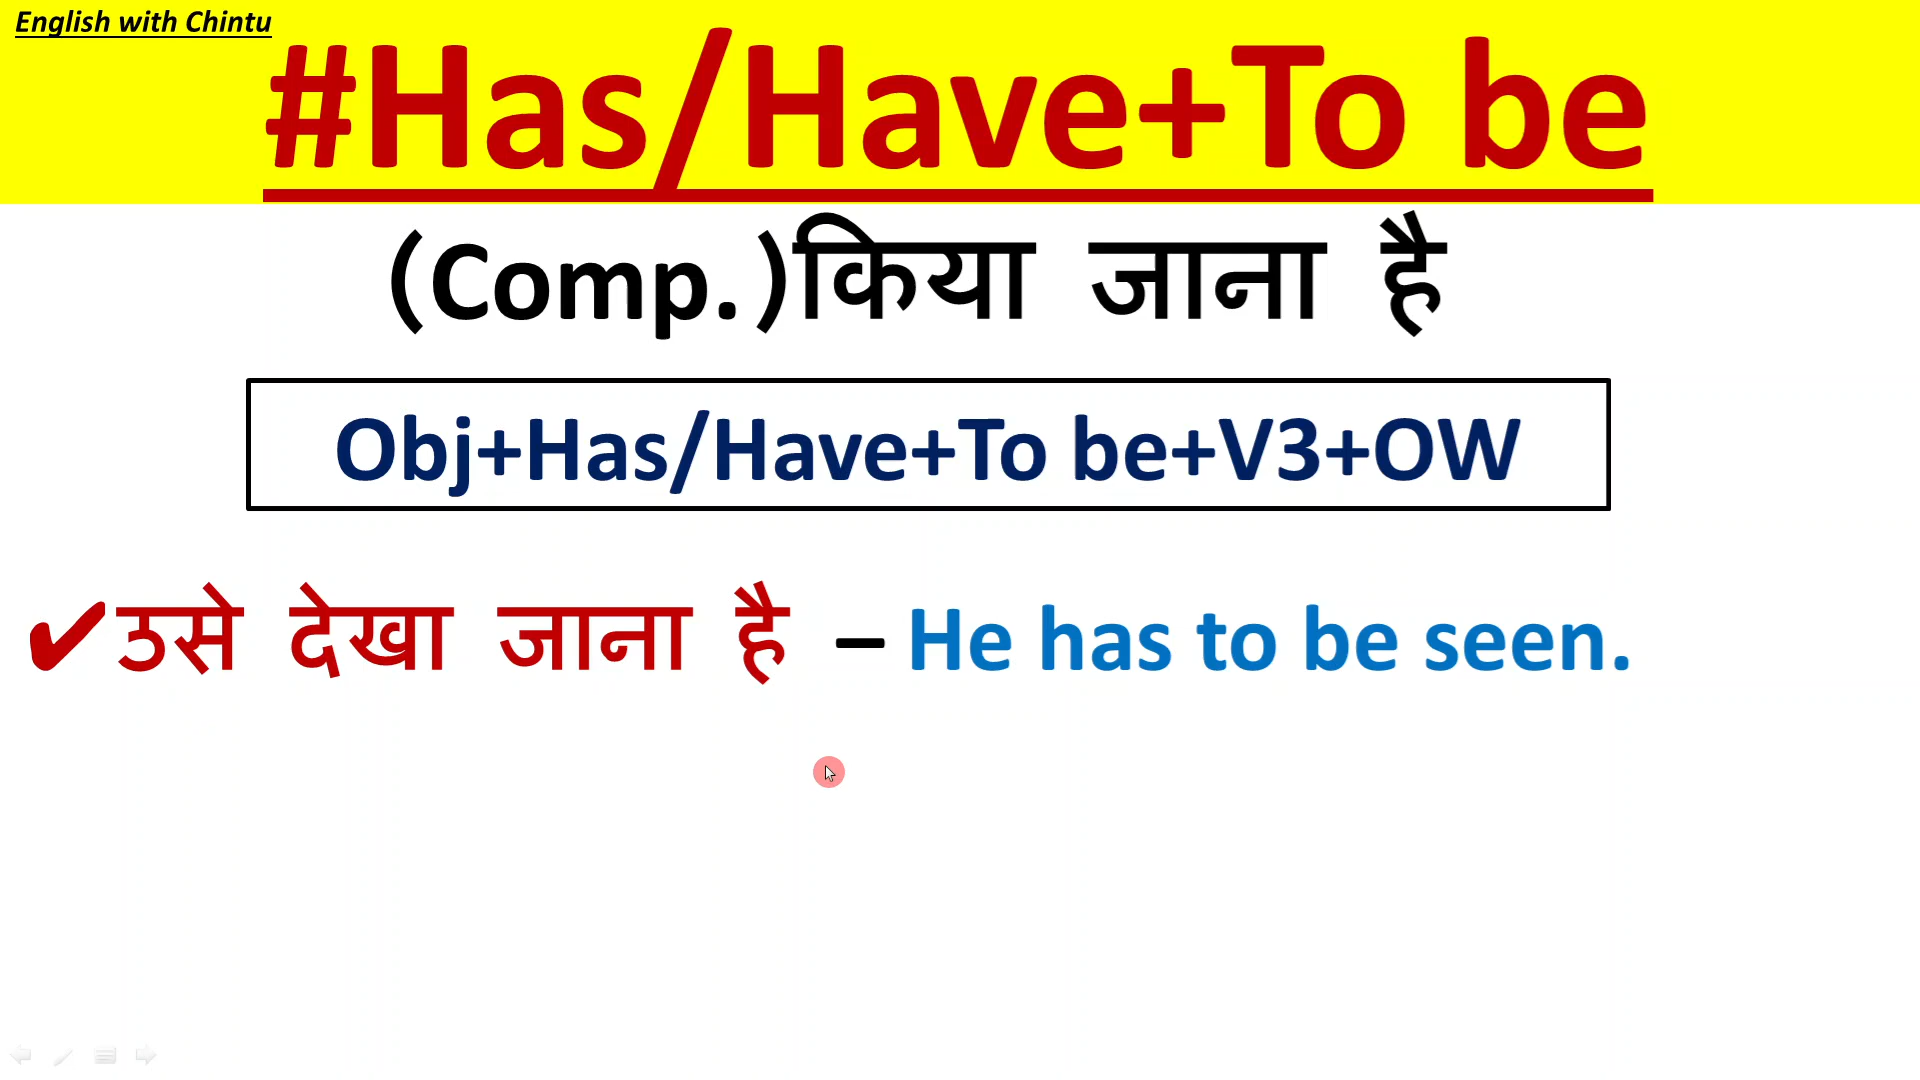 English with Chintu
#Has/Have+To be
(Comp.)किया जाना है
Obj+Has/Have+To be+V3+OW
✔उसे देखा जाना है – He has to be seen.